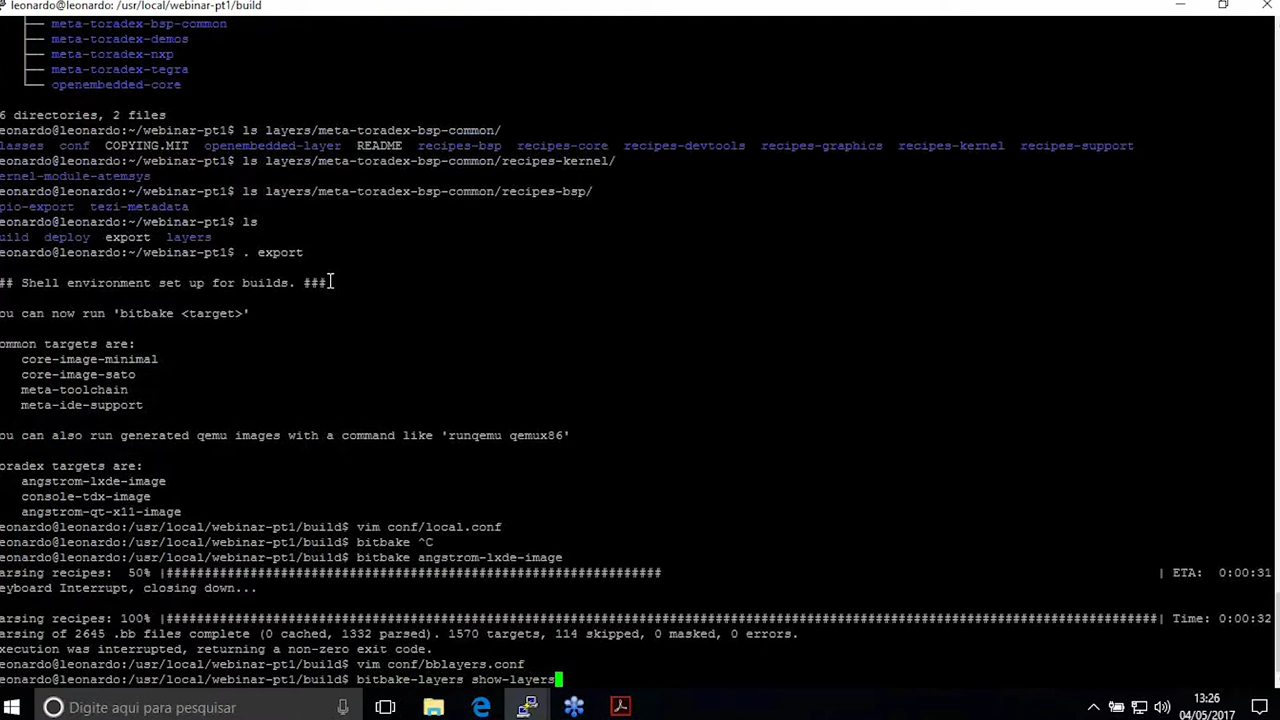 leonardo@leonardo: /usr/local/webinar-pt1/build
meta-toradex-bsp-common
meta-toradex-demos
meta-toradex-nxp
meta-toradex-tegra
openembedded-core
6 directories, 2 files
eonardo@leonardo:~/webinar-pt1$ ls layers/meta-toradex-bsp-common/
lasses conf COPYING.MIT openembedded-layer README recipes-bsp recipes-core recipes-devtools recipes-graphics recipes-kernel recipes-support
eonardo@leonardo:~/webinar-pt1$ ls layers/meta-toradex-bsp-common/recipes-kernel/
ernel-module-atemsys
eonardo@leonardo:~/webinar-pt1$ ls layers/meta-toradex-bsp-common/recipes-bsp/
pio-export tezi-metadata
eonardo@leonardo:~/webinar-pt1$ ls
uild deploy export layers
eonardo@leonardo:~/webinar-pt1$ . export
## Shell environment set up for builds. ###
ou can now run 'bitbake <target>'
ommon targets are:
core-image-minimal
core-image-sato
meta-toolchain
meta-ide-support
ou can also run generated qemu images with a command like 'runqemu qemux86'
oradex targets are:
angstrom-lxde-image
console-tdx-image
angstrom-qt-x11-image
eonardo@leonardo:/usr/local/webinar-pt1/build$ vim conf/local.conf
eonardo@leonardo:/usr/local/webinar-pt1/build$ bitbake ^C
eonardo@leonardo:/usr/local/webinar-pt1/build$ bitbake angstrom-lxde-image
arsing recipes: 50% |################################################################# | ETA: 0:00:31
eyboard Interrupt, closing down...
arsing recipes: 100% |##################################################################################################################################| Time: 0:00:32
arsing of 2645 .bb files complete (0 cached, 1332 parsed). 1570 targets, 114 skipped, 0 masked, 0 errors.
xecution was interrupted, returning a non-zero exit code.
eonardo@leonardo:/usr/local/webinar-pt1/build$ vim conf/bblayers.conf
eonardo@leonardo:/usr/local/webinar-pt1/build$ bitbake-layers show-layers
Digite aqui para pesquisar
13:26
04/05/2017